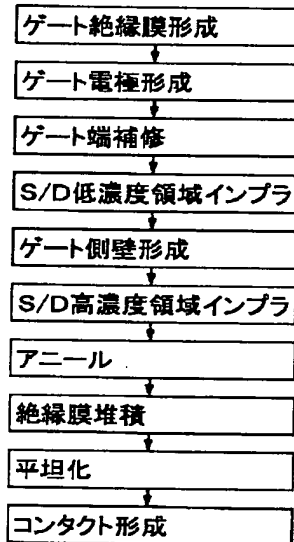 ゲート絶縁膜形成
ゲート電極形成
ゲート端補修
S/D低濃度領域インプラ
ゲート側壁形成
S/D高濃度領域インプラ
アニール
絶縁膜堆積
平坦化
コンタクト形成